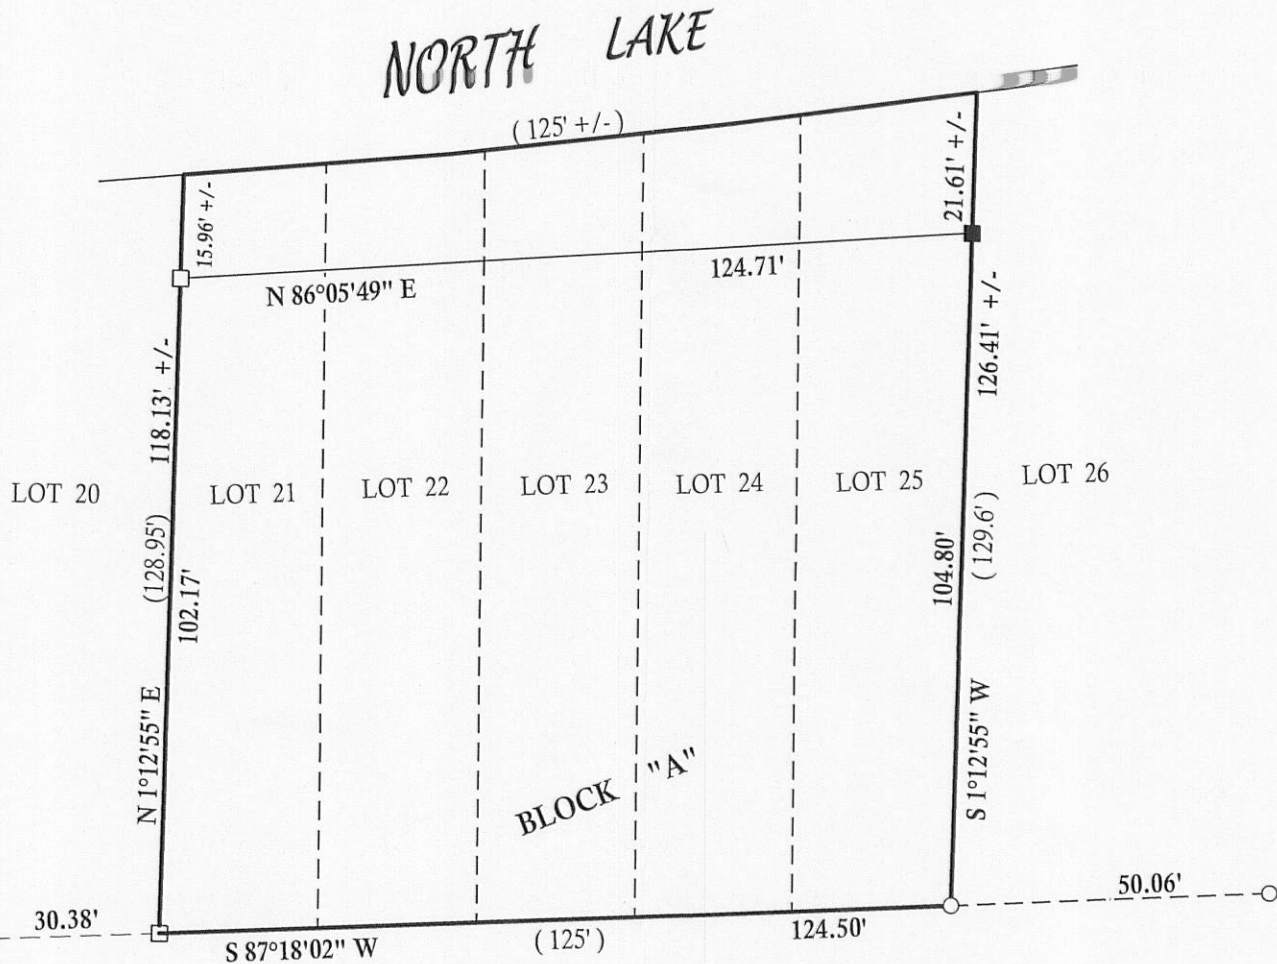 NORTH LAKE
( 125' +/- )
15.96' +/-
21.61' +/-
N 86°05'49" E
124.71'
118.13' +/-
126.41' +/-
LOT 20
LOT 21
LOT 22
LOT 23
LOT 24
LOT 25
LOT 26
(128.95')
102.17'
104.80'
( 129.6')
N 1°12'55" E
S 1°12'55" W
BLOCK "A"
30.38'
S 87°18'02" W
( 125' )
124.50'
50.06'